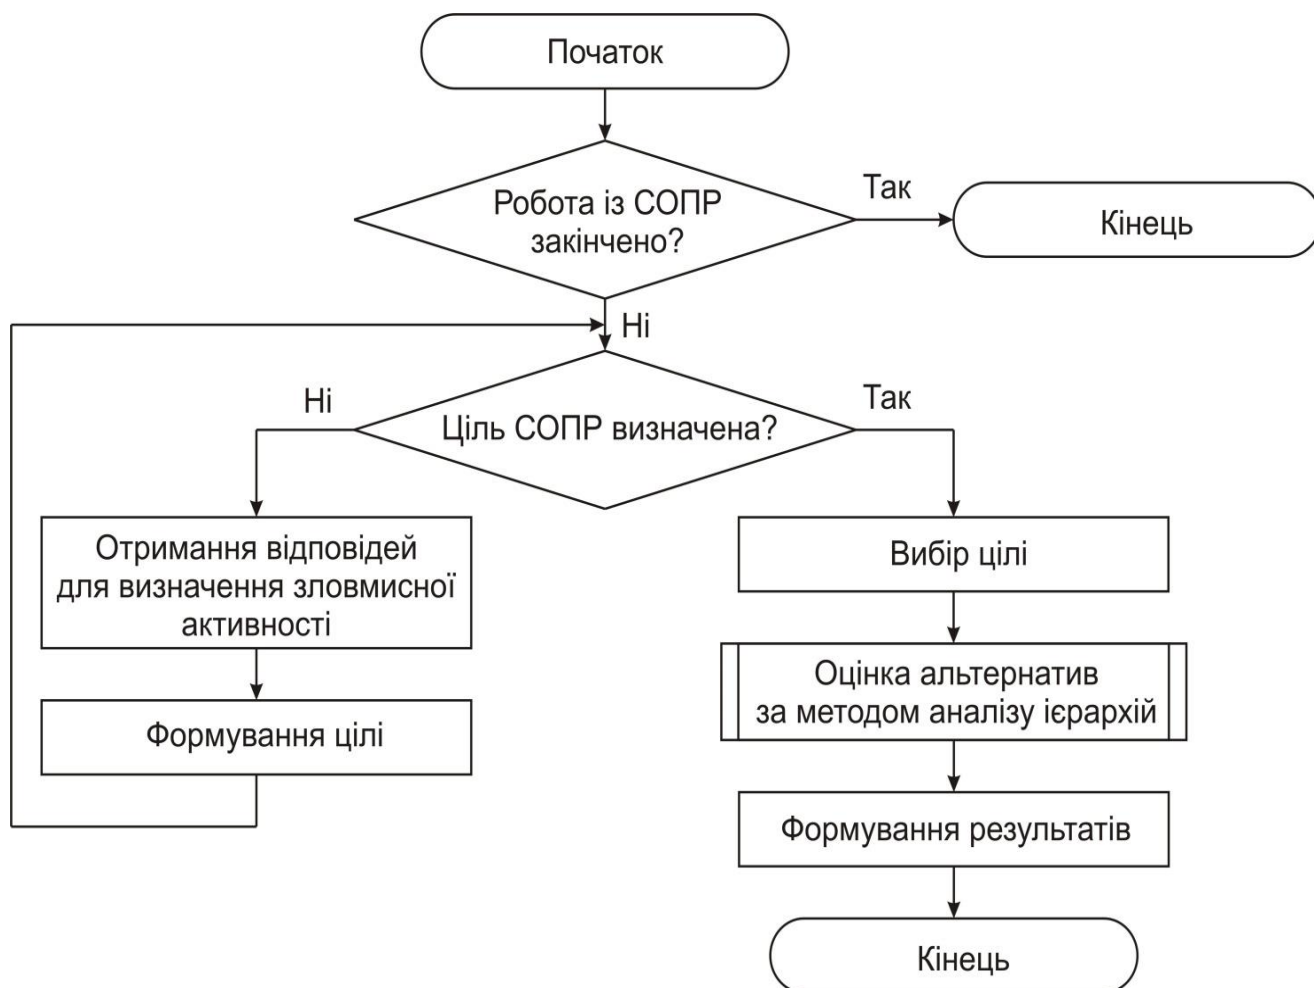 Початок
Робота із СОПР
закінчено?
Так
Кінець
Ні
Ціль СОПР визначена?
Ні
Так
Отримання відповідей
для визначення зловмисної
активності
Формування цілі
Вибір цілі
Оцінка альтернатив
за методом аналізу ієрархій
Формування результатів
Кінець